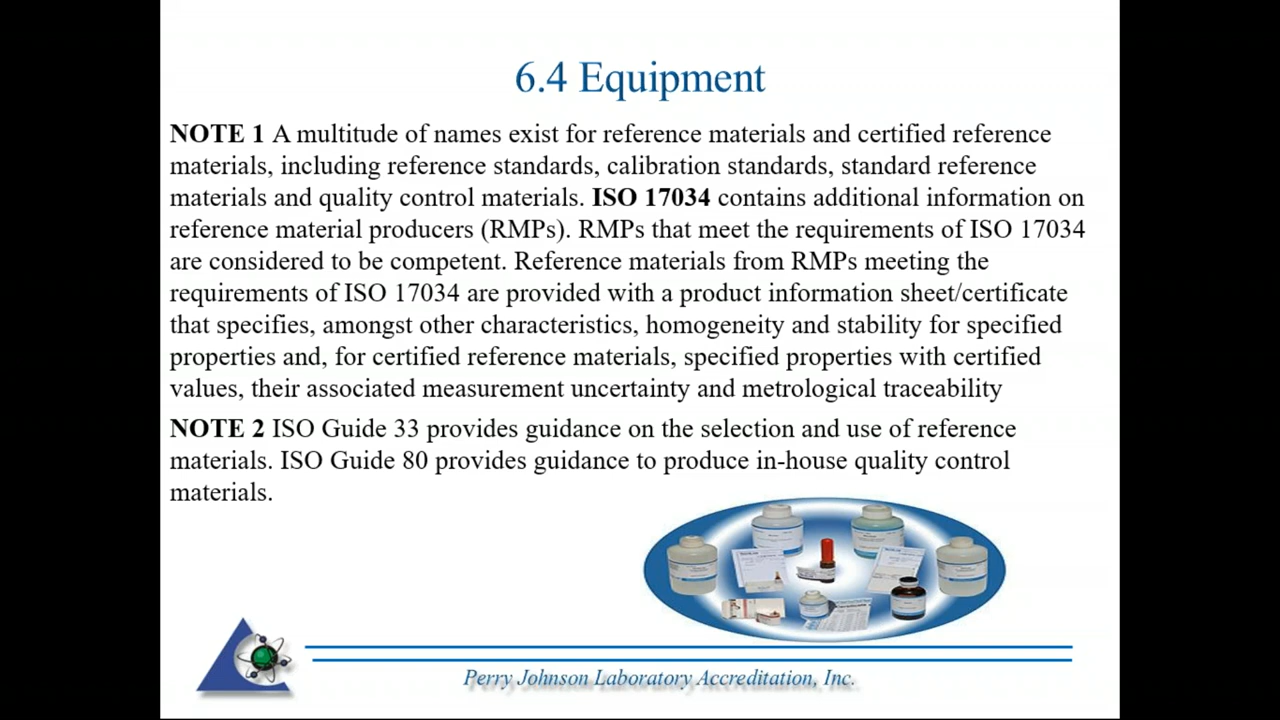 6.4 Equipment
NOTE 1 A multitude of names exist for reference materials and certified reference
materials, including reference standards, calibration standards, standard reference
materials and quality control materials. ISO 17034 contains additional information on
reference material producers (RMPs). RMPs that meet the requirements of ISO 17034
are considered to be competent. Reference materials from RMPs meeting the
requirements of ISO 17034 are provided with a product information sheet/certificate
that specifies, amongst other characteristics, homogeneity and stability for specified
properties and, for certified reference materials, specified properties with certified
values, their associated measurement uncertainty and metrological traceability
NOTE 2 ISO Guide 33 provides guidance on the selection and use of reference
materials. ISO Guide 80 provides guidance to produce in-house quality control
materials.
Perry Johnson Laboratory Accreditation, Inc.